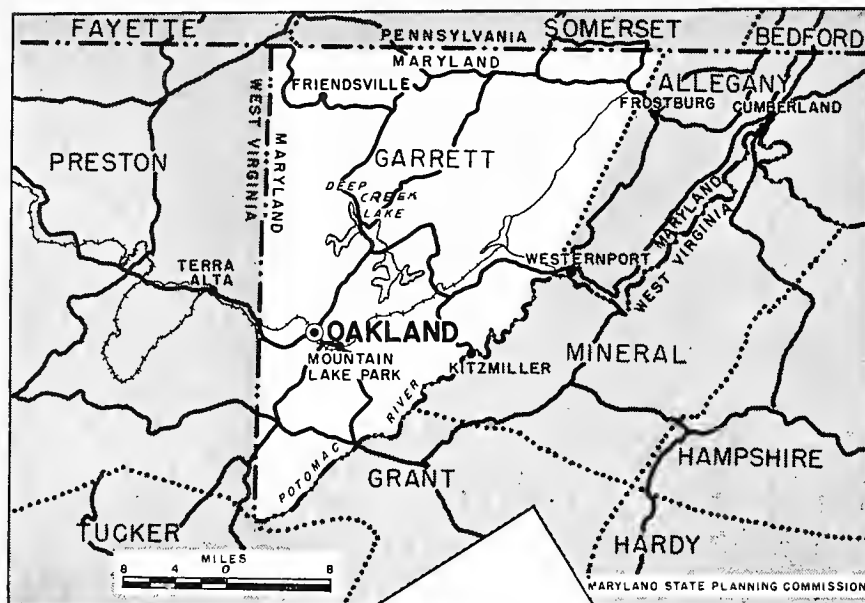 FAYETTE
PENNSYLVANIA
SOMERSET
BEDFORD
MARYLAND
FRIENDSVILLE
ALLEGANY
FROSTBURG
CUMBERLAND
PRESTON
WEST VIRGINIA
MARYLAND
GARRETT
DEEP
CREEK
LAKE
MARYLAND
WEST VIRGINIA
WESTERNPORT
TERRA
ALTA
OAKLAND
MOUNTAIN
LAKE PARK
KITZMILLER
MINERAL
POTOMAC RIVER
GRANT
HAMPSHIRE
TUCKER
HARDY
MILES
8 4 0 8
MARYLAND STATE PLANNING COMMISSION